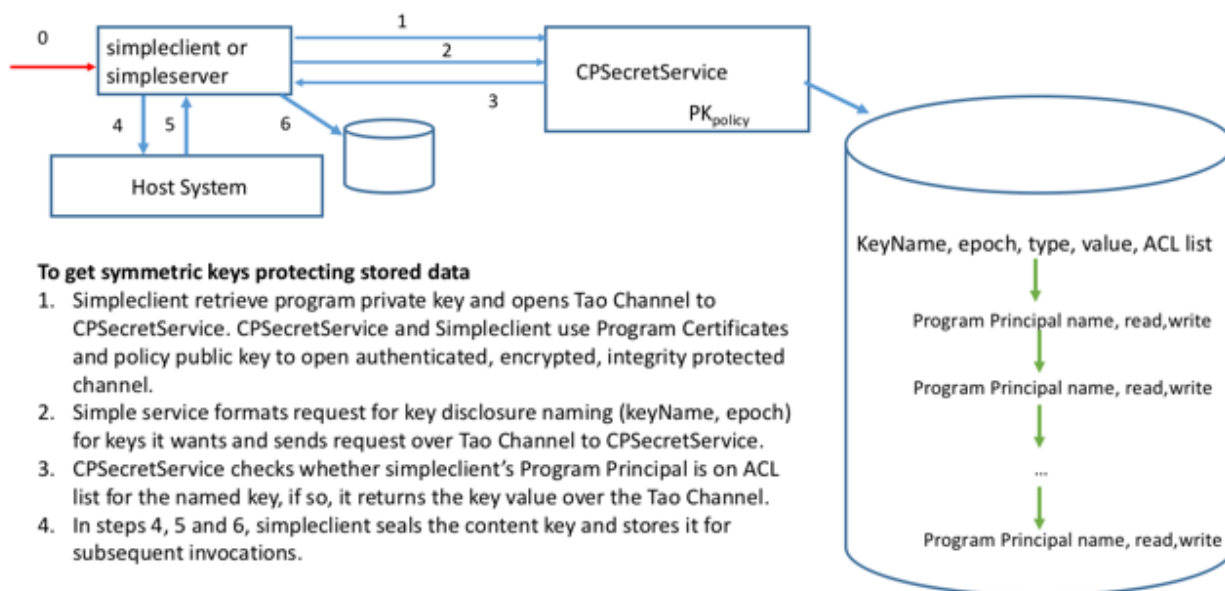 0
1
simpleclient or
simpleserver
2
CPSecretService
3
PKpolicy
4
5
6
Host System
KeyName, epoch, type, value, ACL list
To get symmetric keys protecting stored data
1. Simpleclient retrieve program private key and opens Tao Channel to
CPSecretService. CPSecretService and Simpleclient use Program Certificates
and policy public key to open authenticated, encrypted, integrity protected
channel.
2. Simple service formats request for key disclosure naming (keyName, epoch)
for keys it wants and sends request over Tao Channel to CPSecretService.
3. CPSecretService checks whether simpleclient's Program Principal is on ACL
list for the named key, if so, it returns the key value over the Tao Channel.
4. In steps 4, 5 and 6, simpleclient seals the content key and stores it for
subsequent invocations.
Program Principal name, read,write
Program Principal name, read,write
...
Program Principal name, read,write